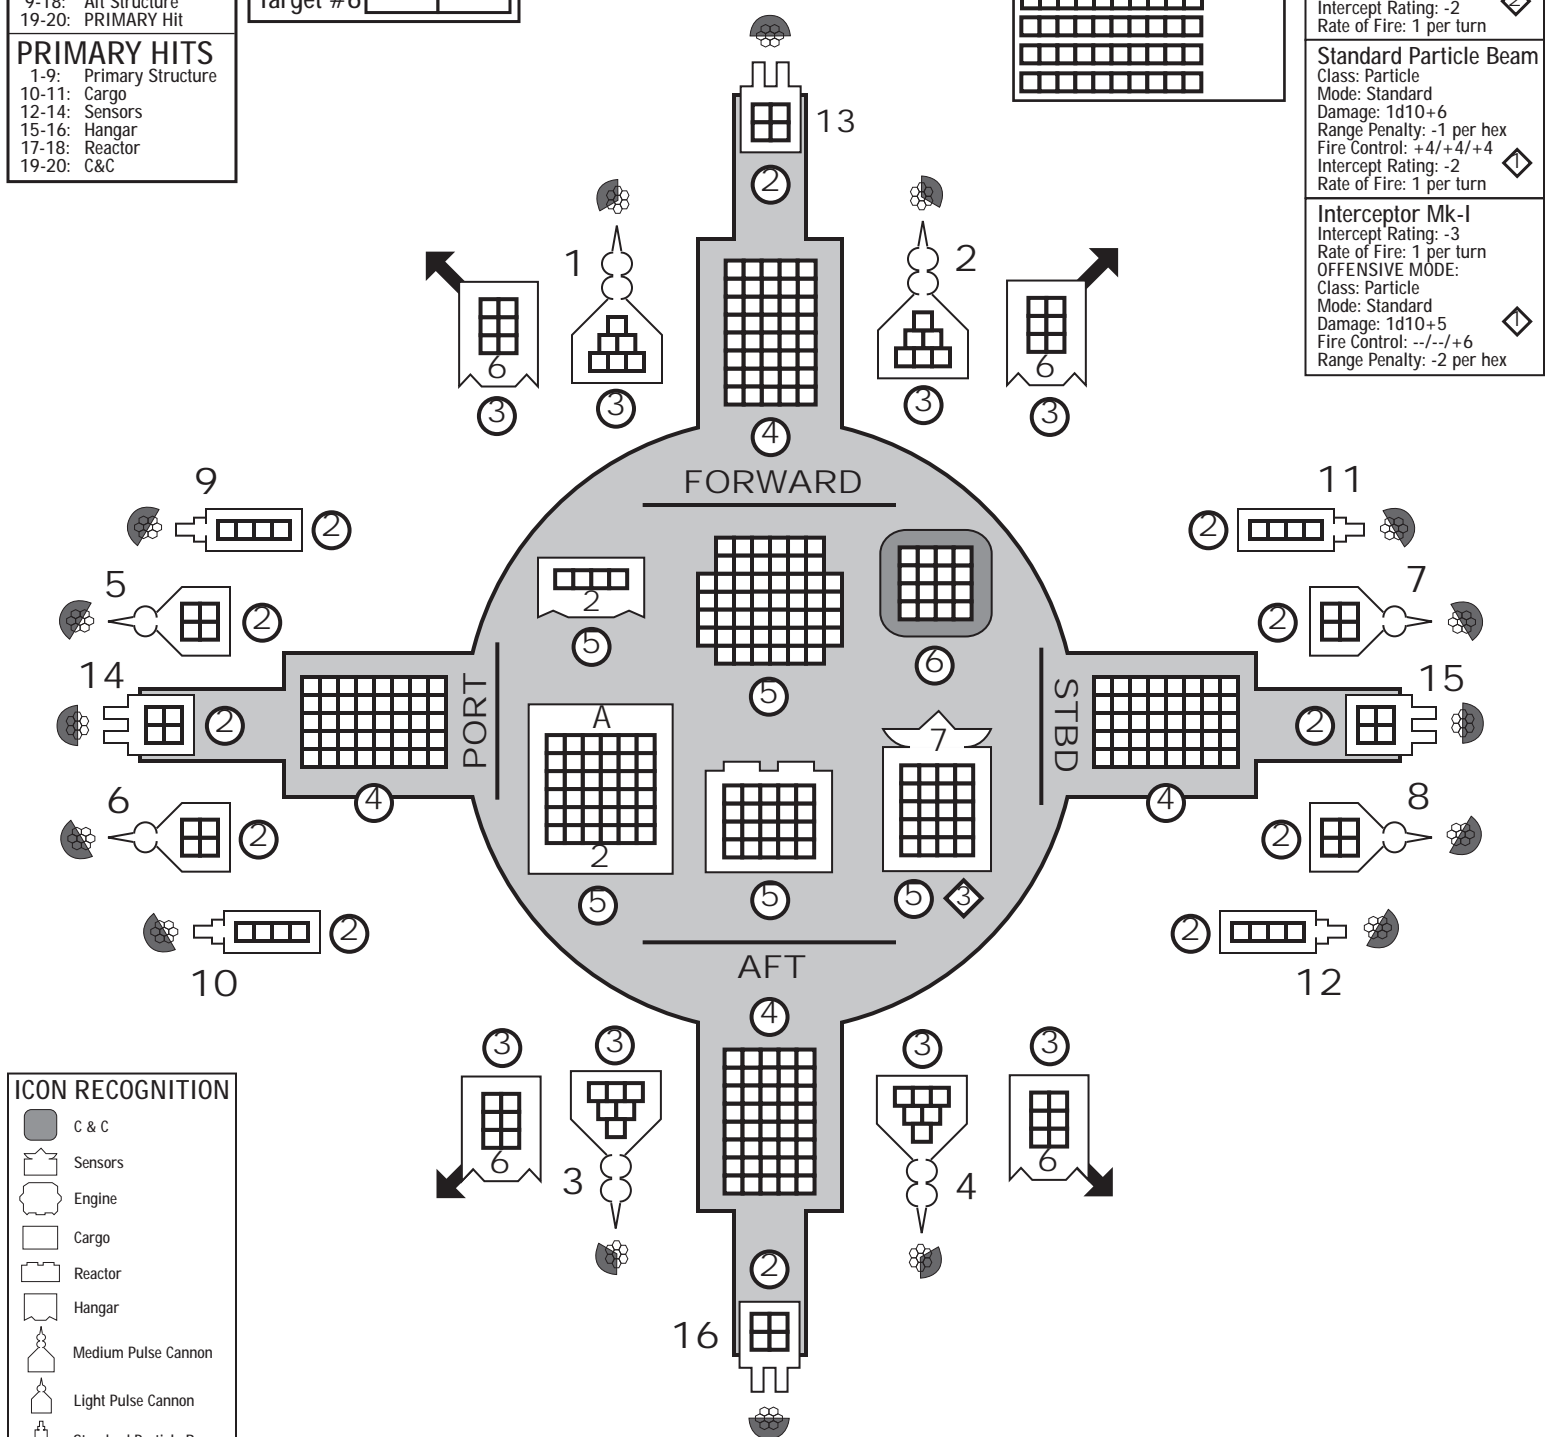 9-18: Aft Structure
19-20: PRIMARY Hit
PRIMARY HITS
1-9: Primary Structure
10-11: Cargo
12-14: Sensors
15-16: Hangar
17-18: Reactor
19-20: C&C
Target #6
2
Intercept Rating: -2
Rate of Fire: 1 per turn
Standard Particle Beam
Class: Particle
Mode: Standard
Damage: 1d10+6
Range Penalty: -1 per hex
Fire Control: +4/+4/+4
1
Intercept Rating: -2
Rate of Fire: 1 per turn
Interceptor Mk-I
Intercept Rating: -3
Rate of Fire: 1 per turn
OFFENSIVE MODE:
Class: Particle
Mode: Standard
Damage: 1d10+5
1
Fire Control: --/--/+6
Range Penalty: -2 per hex
13
2
1
2
6
6
3
3
3
3
4
FORWARD
9
2
11
2
5
2
7
2
2
5
5
6
14
2
4
PORT
STBD
15
2
4
A
2
5
5
7
5
3
6
2
8
2
10
2
12
2
AFT
4
3
3
3
3
6
3
4
6
2
16
ICON RECOGNITION
C & C
Sensors
Engine
Cargo
Reactor
Hangar
Medium Pulse Cannon
Light Pulse Cannon